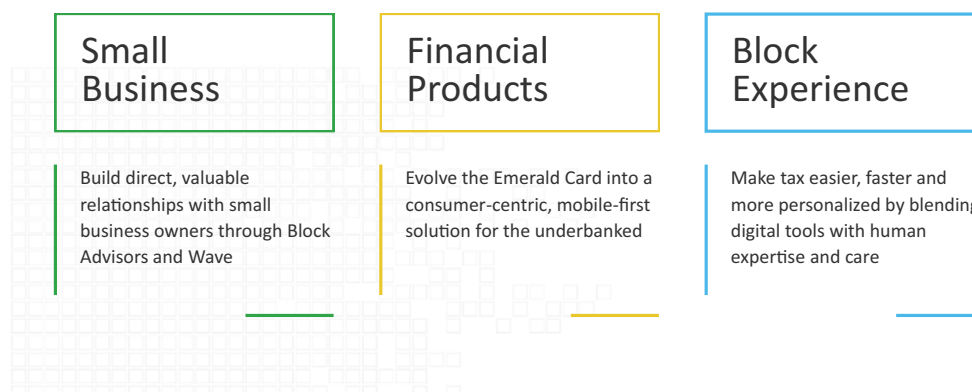 Small
Business
Build direct, valuable
relationships with small
business owners through Block
Advisors and Wave
Financial
Products
Evolve the Emerald Card into a
consumer-centric, mobile-first
solution for the underbanked
Block
Experience
Make tax easier, faster and
more personalized by blending
digital tools with human
expertise and care